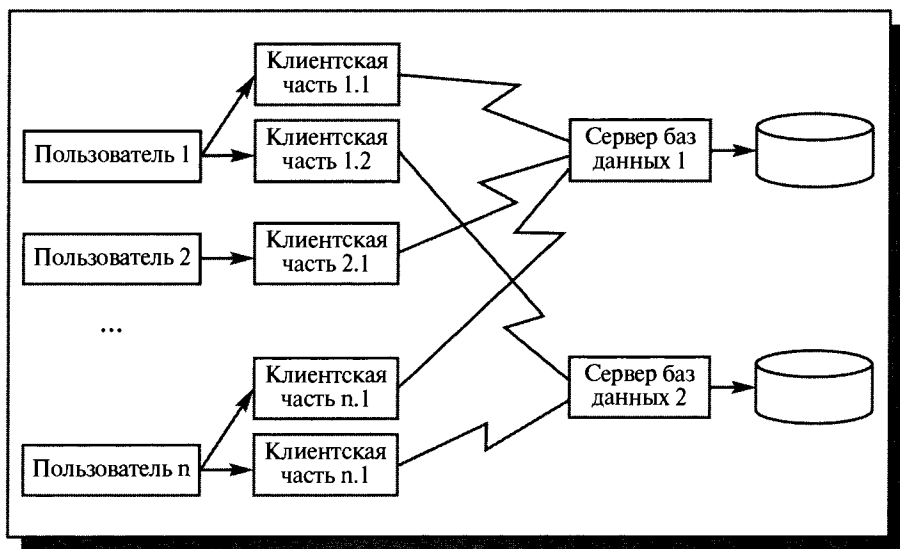 Клиентская
часть 1.1
Пользователь 1
Клиентская
часть 1.2
Сервер баз
данных 1
Пользователь 2
Клиентская
часть 2.1
...
Клиентская
часть n.1
Сервер баз
данных 2
Пользователь n
Клиентская
часть n.1